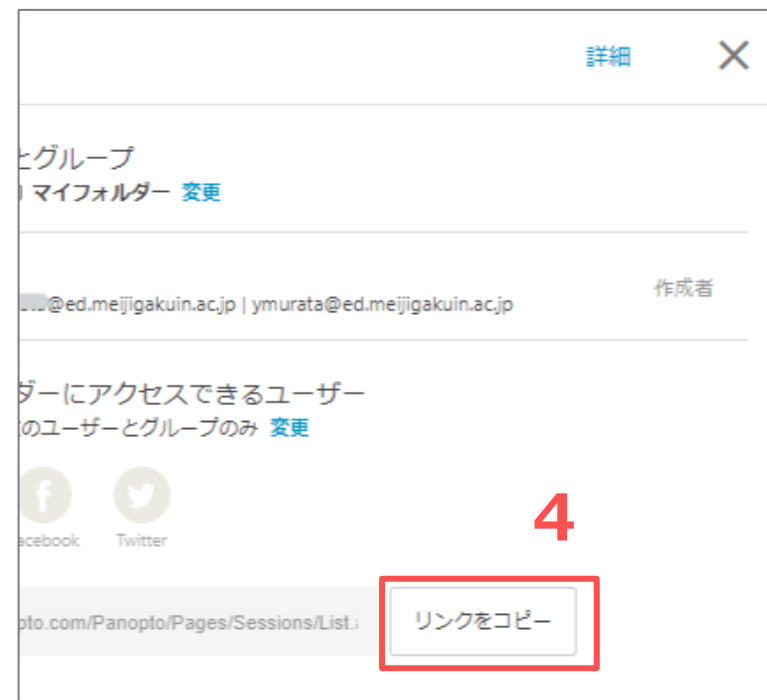 詳細
とグループ
マイフォルダー 変更
作成者
@ed.meijigakuin.ac.jp | ymurata@ed.meijigakuin.ac.jp
ダーにアクセスできるユーザー
のユーザーとグループのみ 変更
acebook Twitter
4
pto.com/Panopto/Pages/Sessions/List.a
リンクをコピー